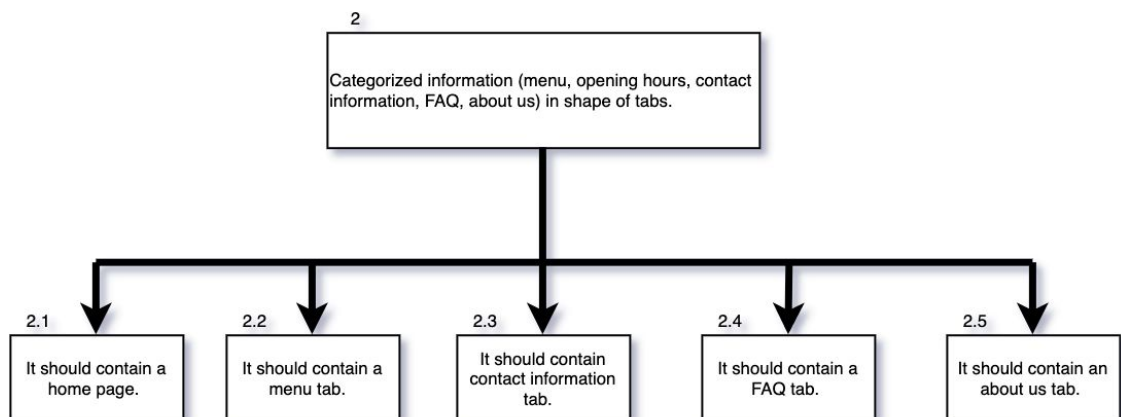 2
Categorized information (menu, opening hours, contact
information, FAQ, about us) in shape of tabs.
2.1
It should contain a
home page.
2.2
It should contain a
menu tab.
2.3
It should contain
contact information
tab.
2.4
It should contain a
FAQ tab.
2.5
It should contain an
about us tab.